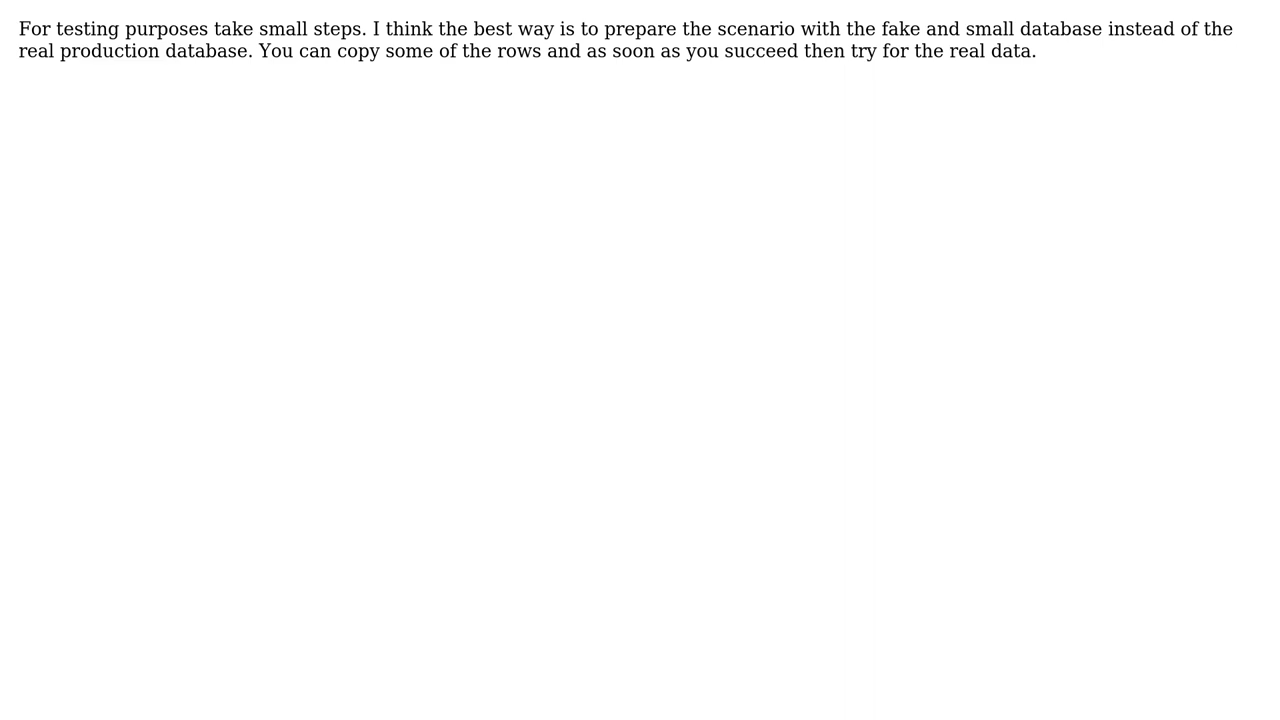 For testing purposes take small steps. I think the best way is to prepare the scenario with the fake and small database instead of the
real production database. You can copy some of the rows and as soon as you succeed then try for the real data.